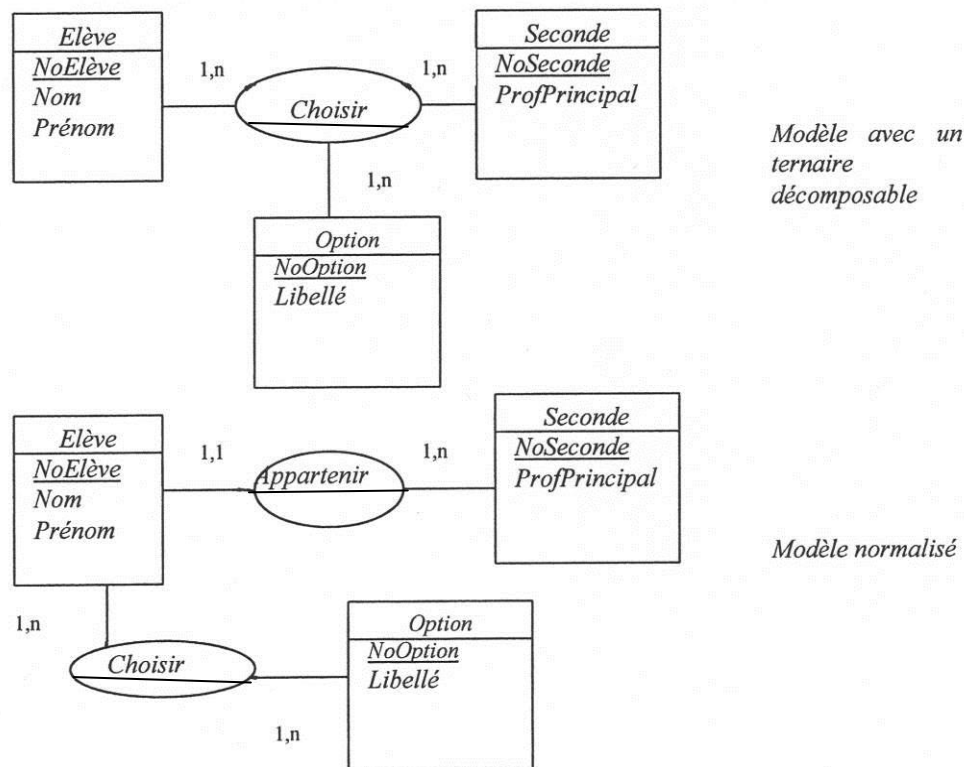 Elève
NoElève
Nom
Prénom
1,n
Choisir
1,n
Seconde
NoSeconde
ProfPrincipal
1,n
Option
NoOption
Libellé
Modèle avec un
ternaire
décomposable
Elève
NoElève
Nom
Prénom
1,1
Appartenir
1,n
Seconde
NoSeconde
ProfPrincipal
Modèle normalisé
1,n
Choisir
1,n
Option
NoOption
Libellé